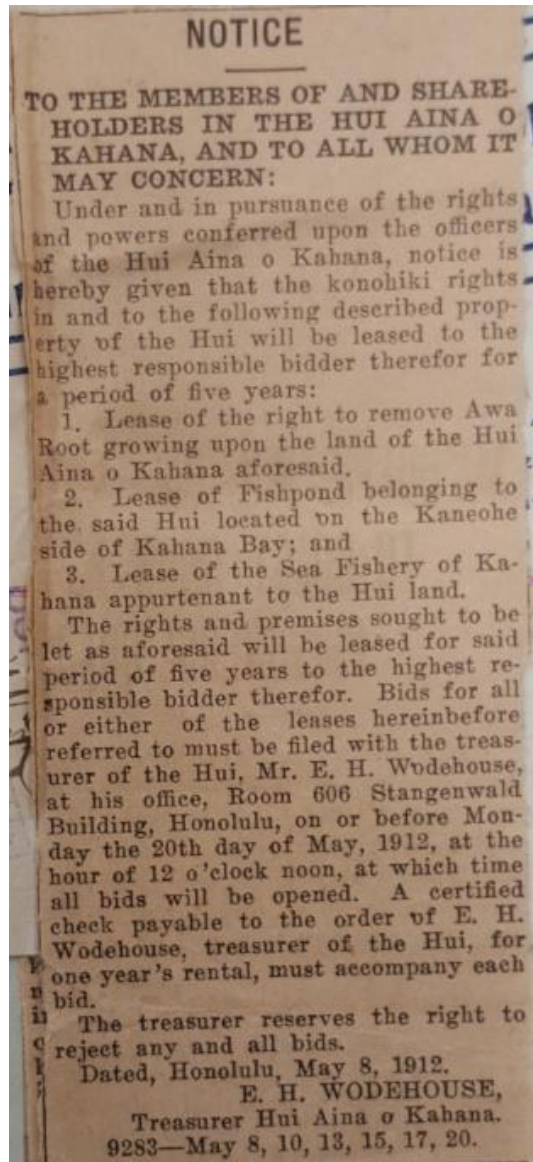 NOTICE
TO THE MEMBERS OF AND SHARE-
HOLDERS IN THE HUI AINA O
KAHANA, AND TO ALL WHOM IT
MAY CONCERN:
Under and in pursuance of the rights
and powers conferred upon the officers
of the Hui Aina o Kahana, notice is
hereby given that the konohiki rights
in and to the following described prop-
erty of the Hui will be leased to the
highest responsible bidder therefor for
a period of five years:
1. Lease of the right to remove Awa
Root growing upon the land of the Hui
Aina o Kahana aforesaid.
2. Lease of Fishpond belonging to
the said Hui located on the Kaneohe
side of Kahana Bay; and
3. Lease of the Sea Fishery of Ka-
hana appurtenant to the Hui land.
The rights and premises sought to be
let as aforesaid will be leased for said
period of five years to the highest re-
sponsible bidder therefor. Bids for all
or either of the leases hereinbefore
referred to must be filed with the treas-
urer of the Hui, Mr. E. H. Wodehouse,
at his office, Room 606 Stangenwald
Building, Honolulu, on or before Mon-
day the 20th day of May, 1912, at the
hour of 12 o'clock noon, at which time
all bids will be opened. A certified
check payable to the order of E. H.
Wodehouse, treasurer of the Hui, for
one year's rental, must accompany each
bid.
The treasurer reserves the right to
reject any and all bids.
Dated, Honolulu, May 8, 1912.
E. H. WODEHOUSE,
Treasurer Hui Aina o Kahana.
9283—May 8, 10, 13, 15, 17, 20.